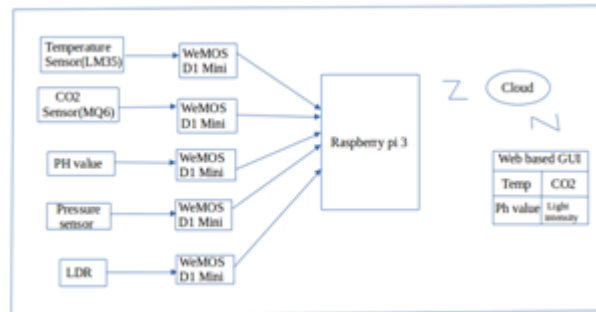 Temperature
Sensor(LM35)
WeMOS
D1 Mini
CO2
Sensor(MQ6)
WeMOS
D1 Mini
PH value
WeMOS
D1 Mini
Pressure
sensor
WeMOS
D1 Mini
LDR
WeMOS
D1 Mini
Raspberry pi 3
Cloud
Web based GUI
Temp CO2
Ph value Light
intensity